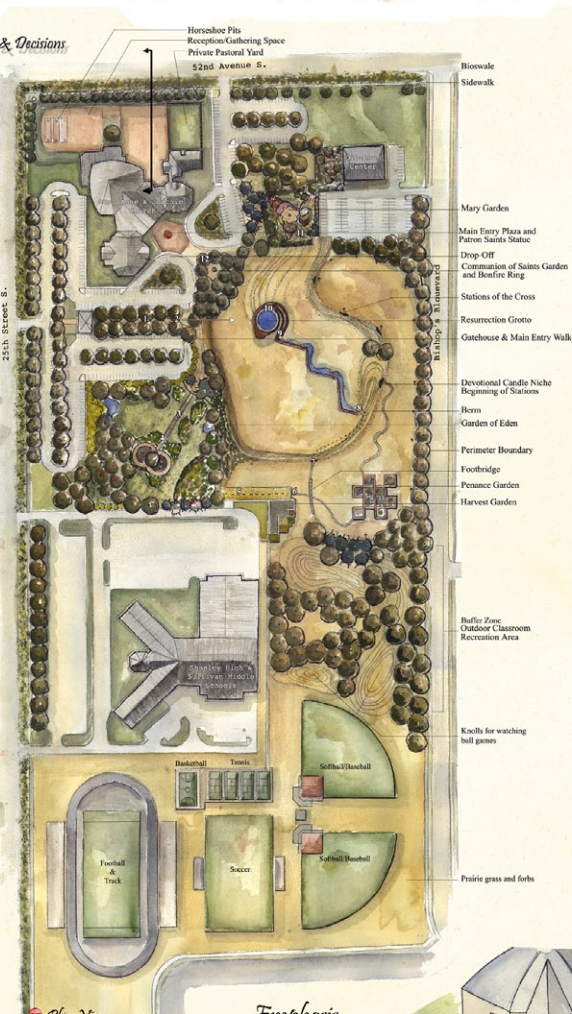 & Decisions
Horseshoe Pits
Reception/Gathering Space
Private Pastoral Yard
52nd Avenue S.
Bioswale
Sidewalk
Center
Mary Garden
Main Entry Plaza and
Patron Saints Statue
Drop-Off
Communion of Saints Garden
and Bonfire Ring
Stations of the Cross
Resurrection Grotto
Gatehouse & Main Entry Walk
25th Street S.
Bishop's Boulevard
Devotional Candle Niche
Beginning of Stations
Berm
Garden of Eden
Perimeter Boundary
Footbridge
Penance Garden
Harvest Garden
Buffer Zone
Outdoor Classroom
Recreation Area
Shanley High &
Sullivan Middle
Schools
Knolls for watching
ball games
Basketball
Tennis
Softball/Baseball
Softball/Baseball
Football
&
Track
Soccer
Prairie grass and forbs